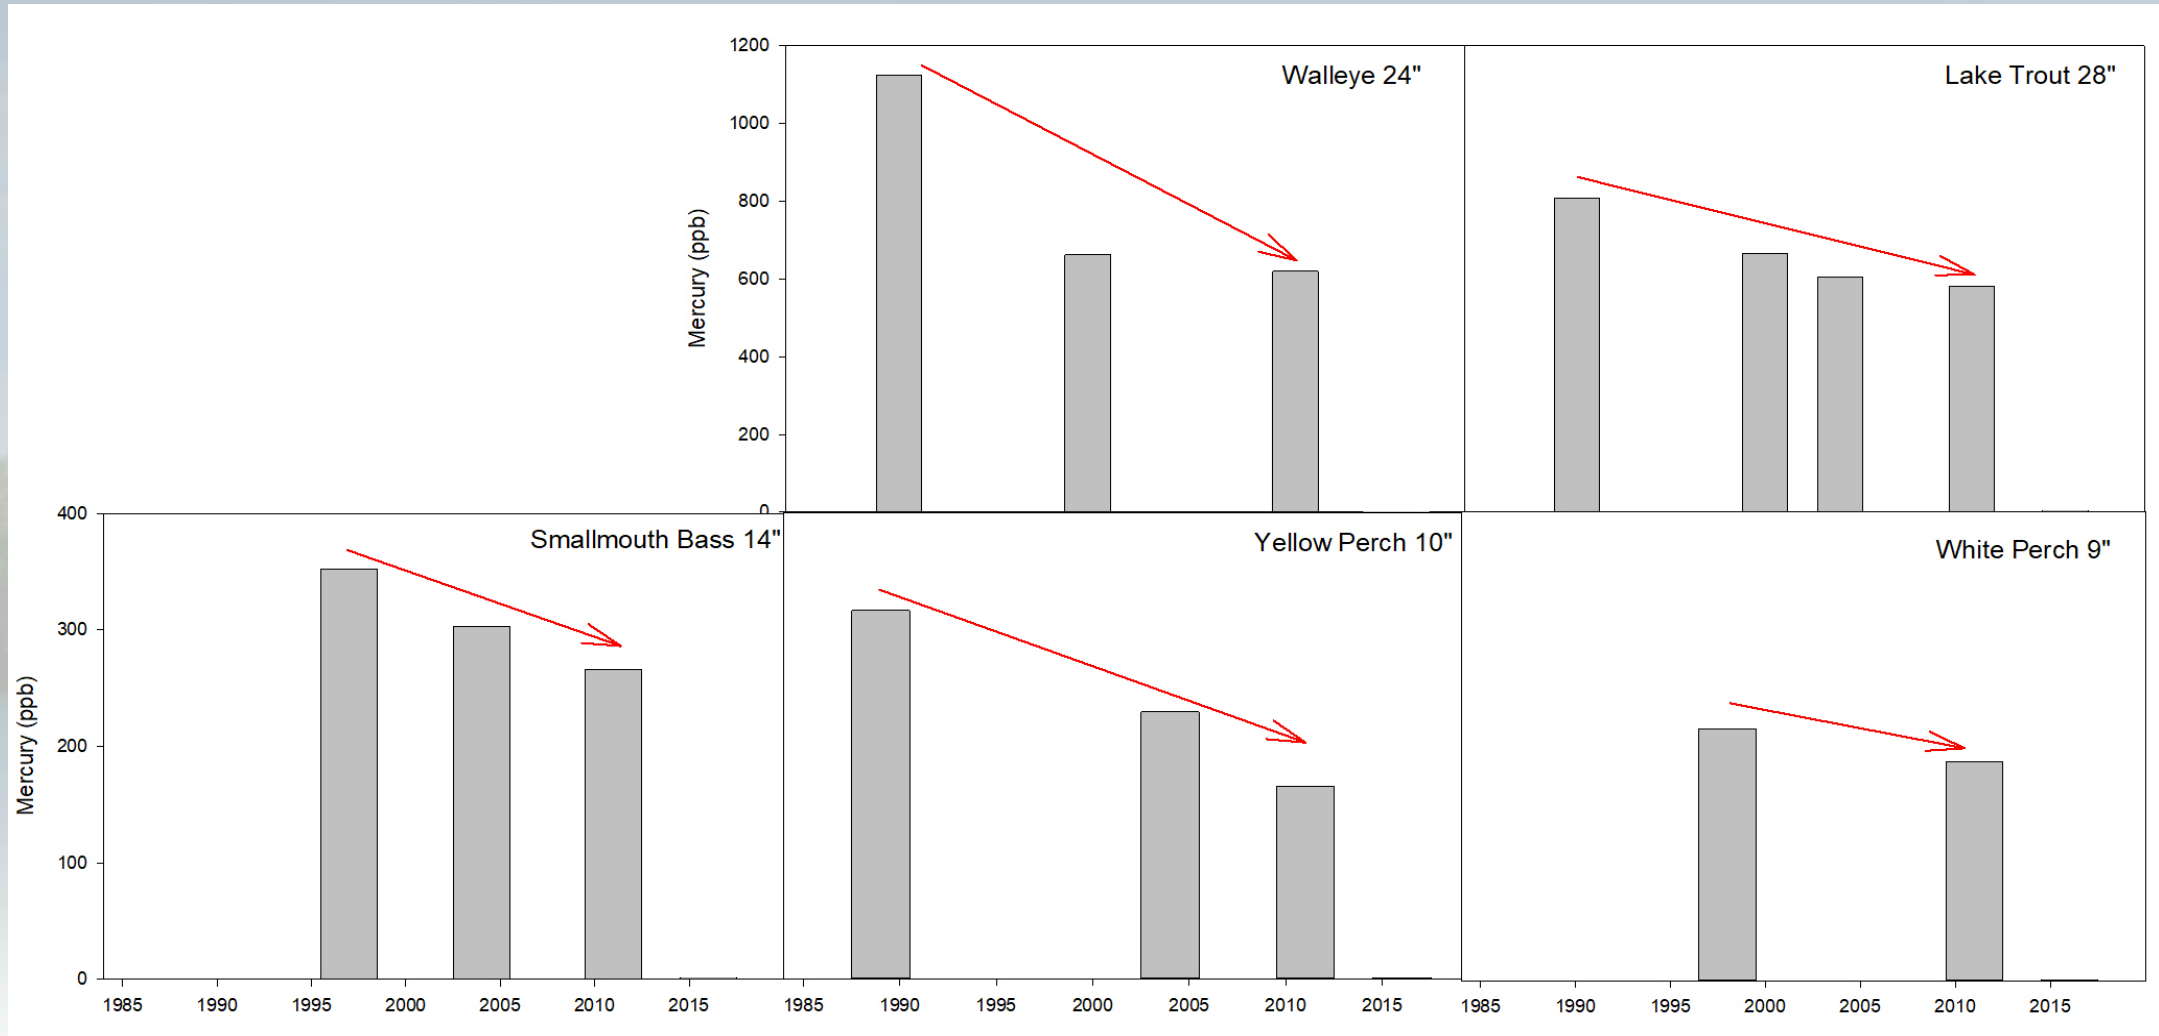 1200
Walleye 24"
Lake Trout 28"
1000
800
600
400
200
0
Mercury (ppb)
400
Smallmouth Bass 14"
Yellow Perch 10"
White Perch 9"
300
200
100
0
Mercury (ppb)
1985 1990 1995 2000 2005 2010 2015 1985 1990 1995 2000 2005 2010 2015 1985 1990 1995 2000 2005 2010 2015